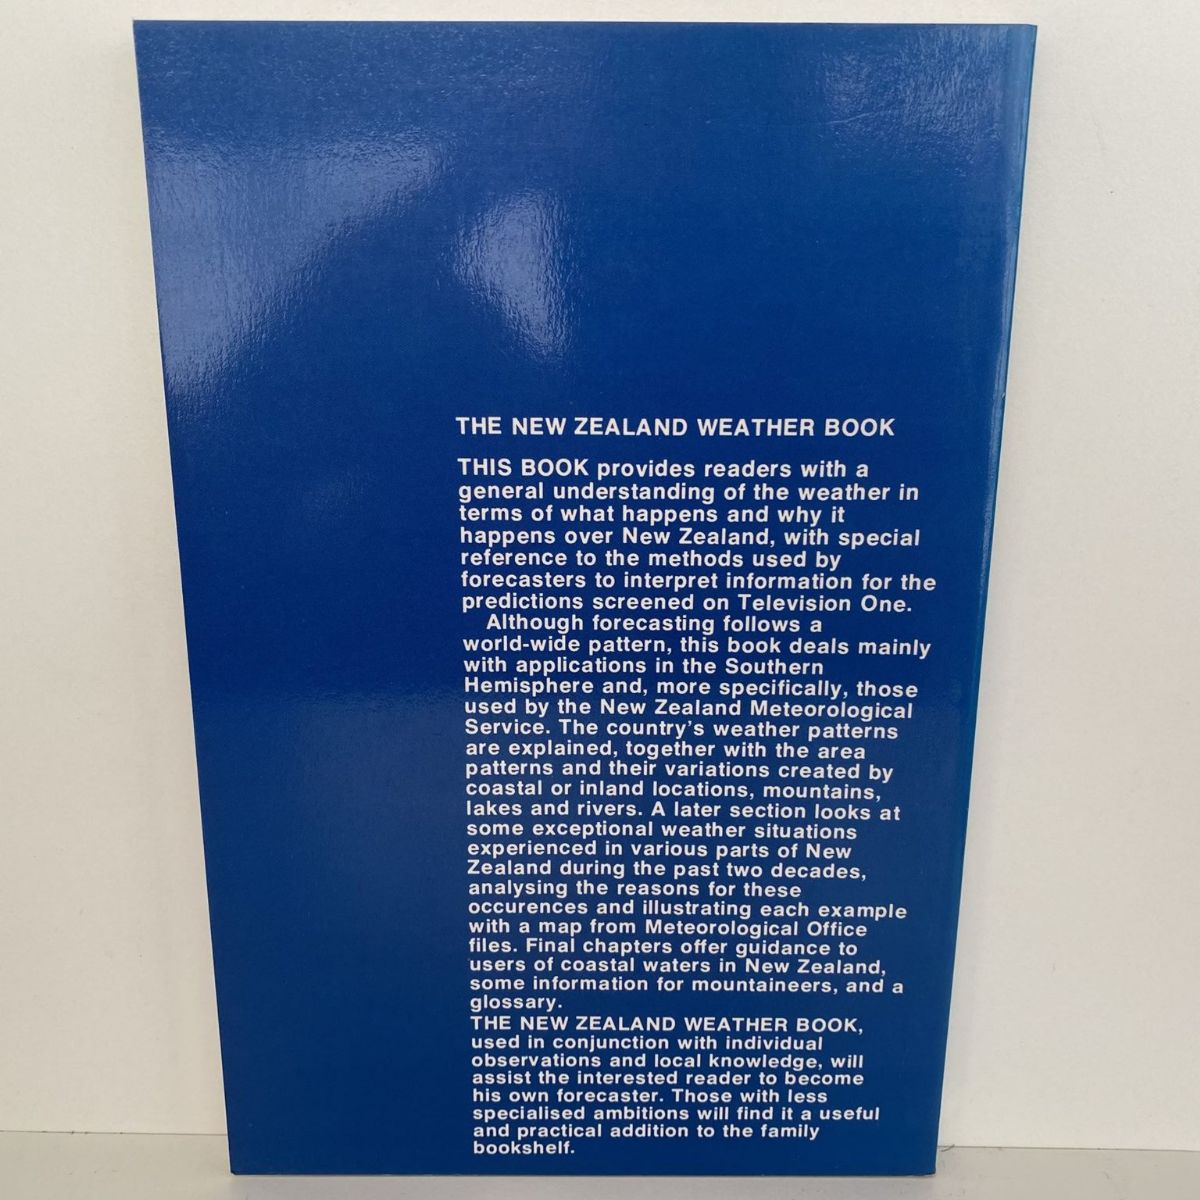 THE NEW ZEALAND WEATHER BOOK
THIS BOOK provides readers with a
general understanding of the weather in
terms of what happens and why it
happens over New Zealand, with special
reference to the methods used by
forecasters to interpret information for the
predictions screened on Television One.
Although forecasting follows a
world-wide pattern, this book deals mainly
with applications in the Southern
Hemisphere and, more specifically, those
used by the New Zealand Meteorological
Service. The country's weather patterns
are explained, together with the area
patterns and their variations created by
coastal or inland locations, mountains,
lakes and rivers. A later section looks at
some exceptional weather situations
experienced in various parts of New
Zealand during the past two decades,
analysing the reasons for these
occurences and illustrating each example
with a map from Meteorological Office
files. Final chapters offer guidance to
users of coastal waters in New Zealand,
some information for mountaineers, and a
glossary.
THE NEW ZEALAND WEATHER BOOK,
used in conjunction with individual
observations and local knowledge, will
assist the interested reader to become
his own forecaster. Those with less
specialised ambitions will find it a useful
and practical addition to the family
bookshelf.